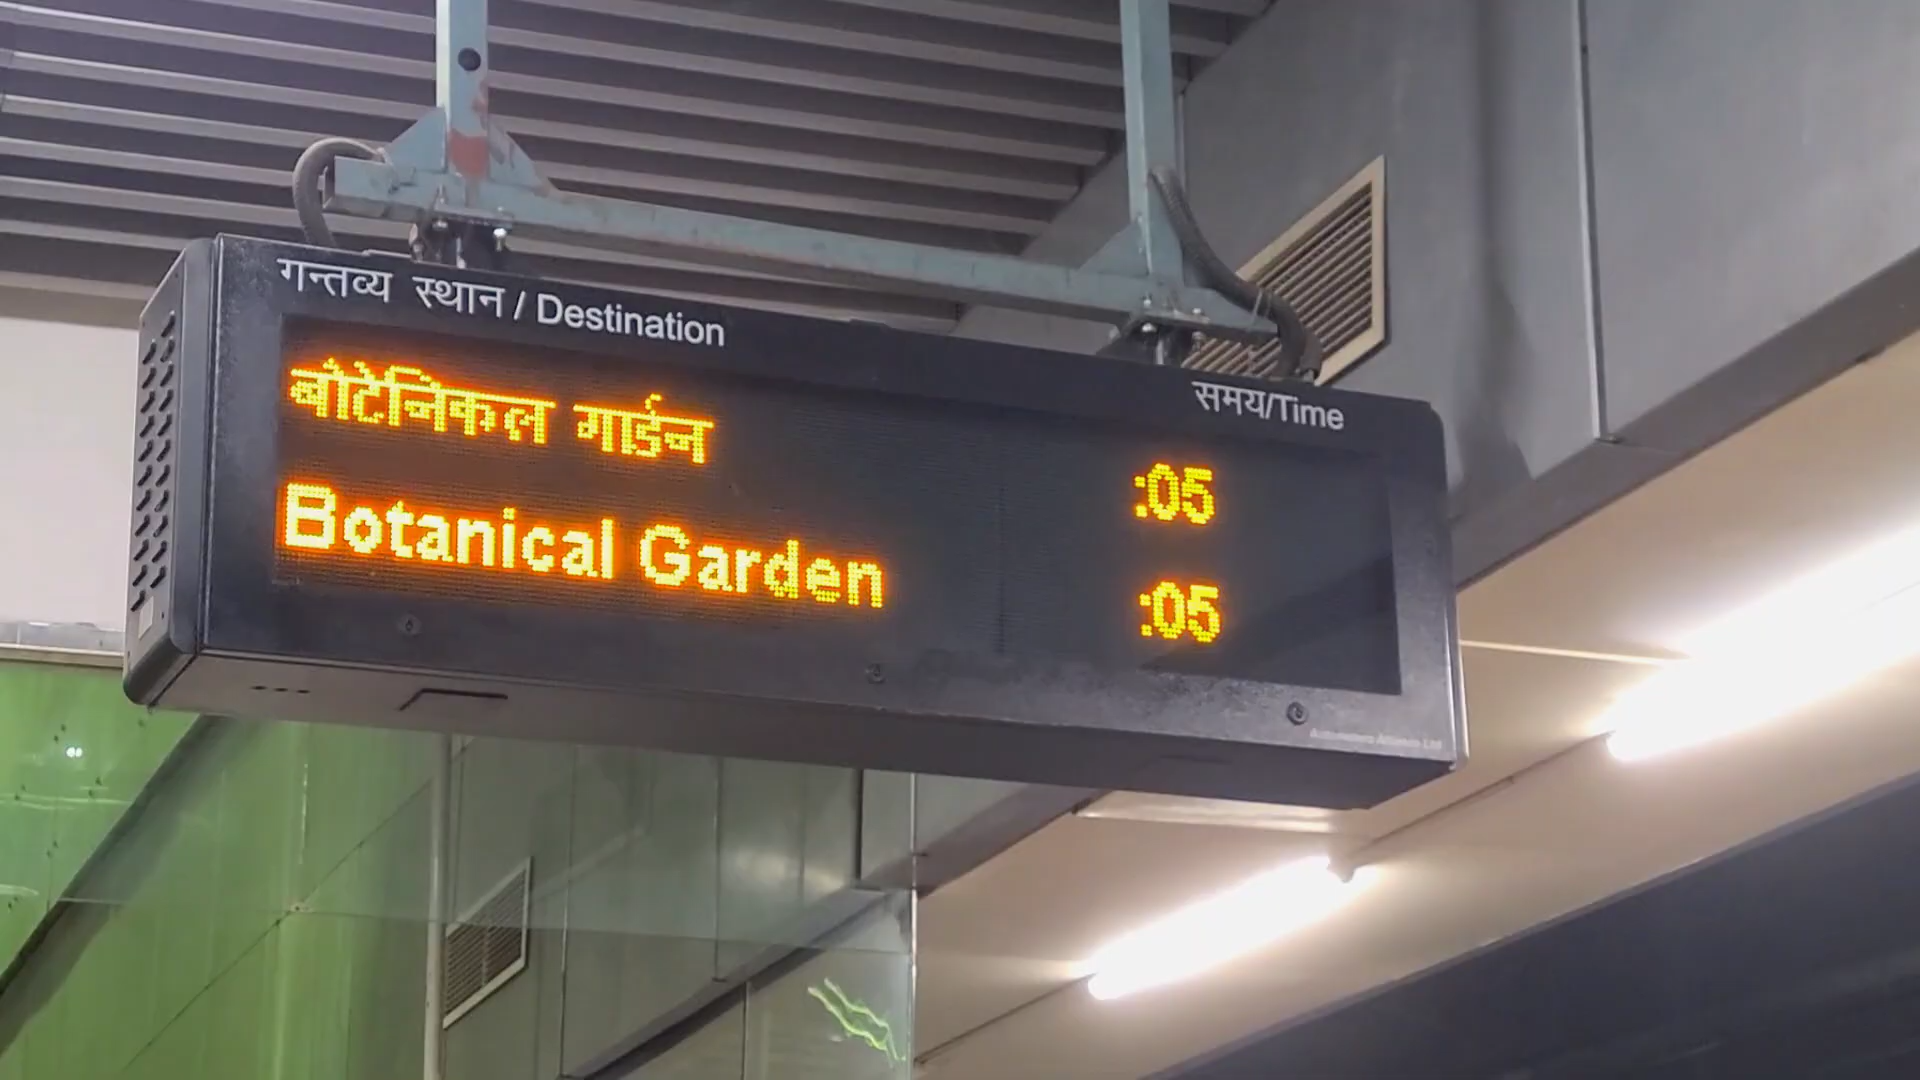 गन्तव्य स्थान / Destination
समय/Time
बोटेनिकल गार्डन :05
Botanical Garden :05